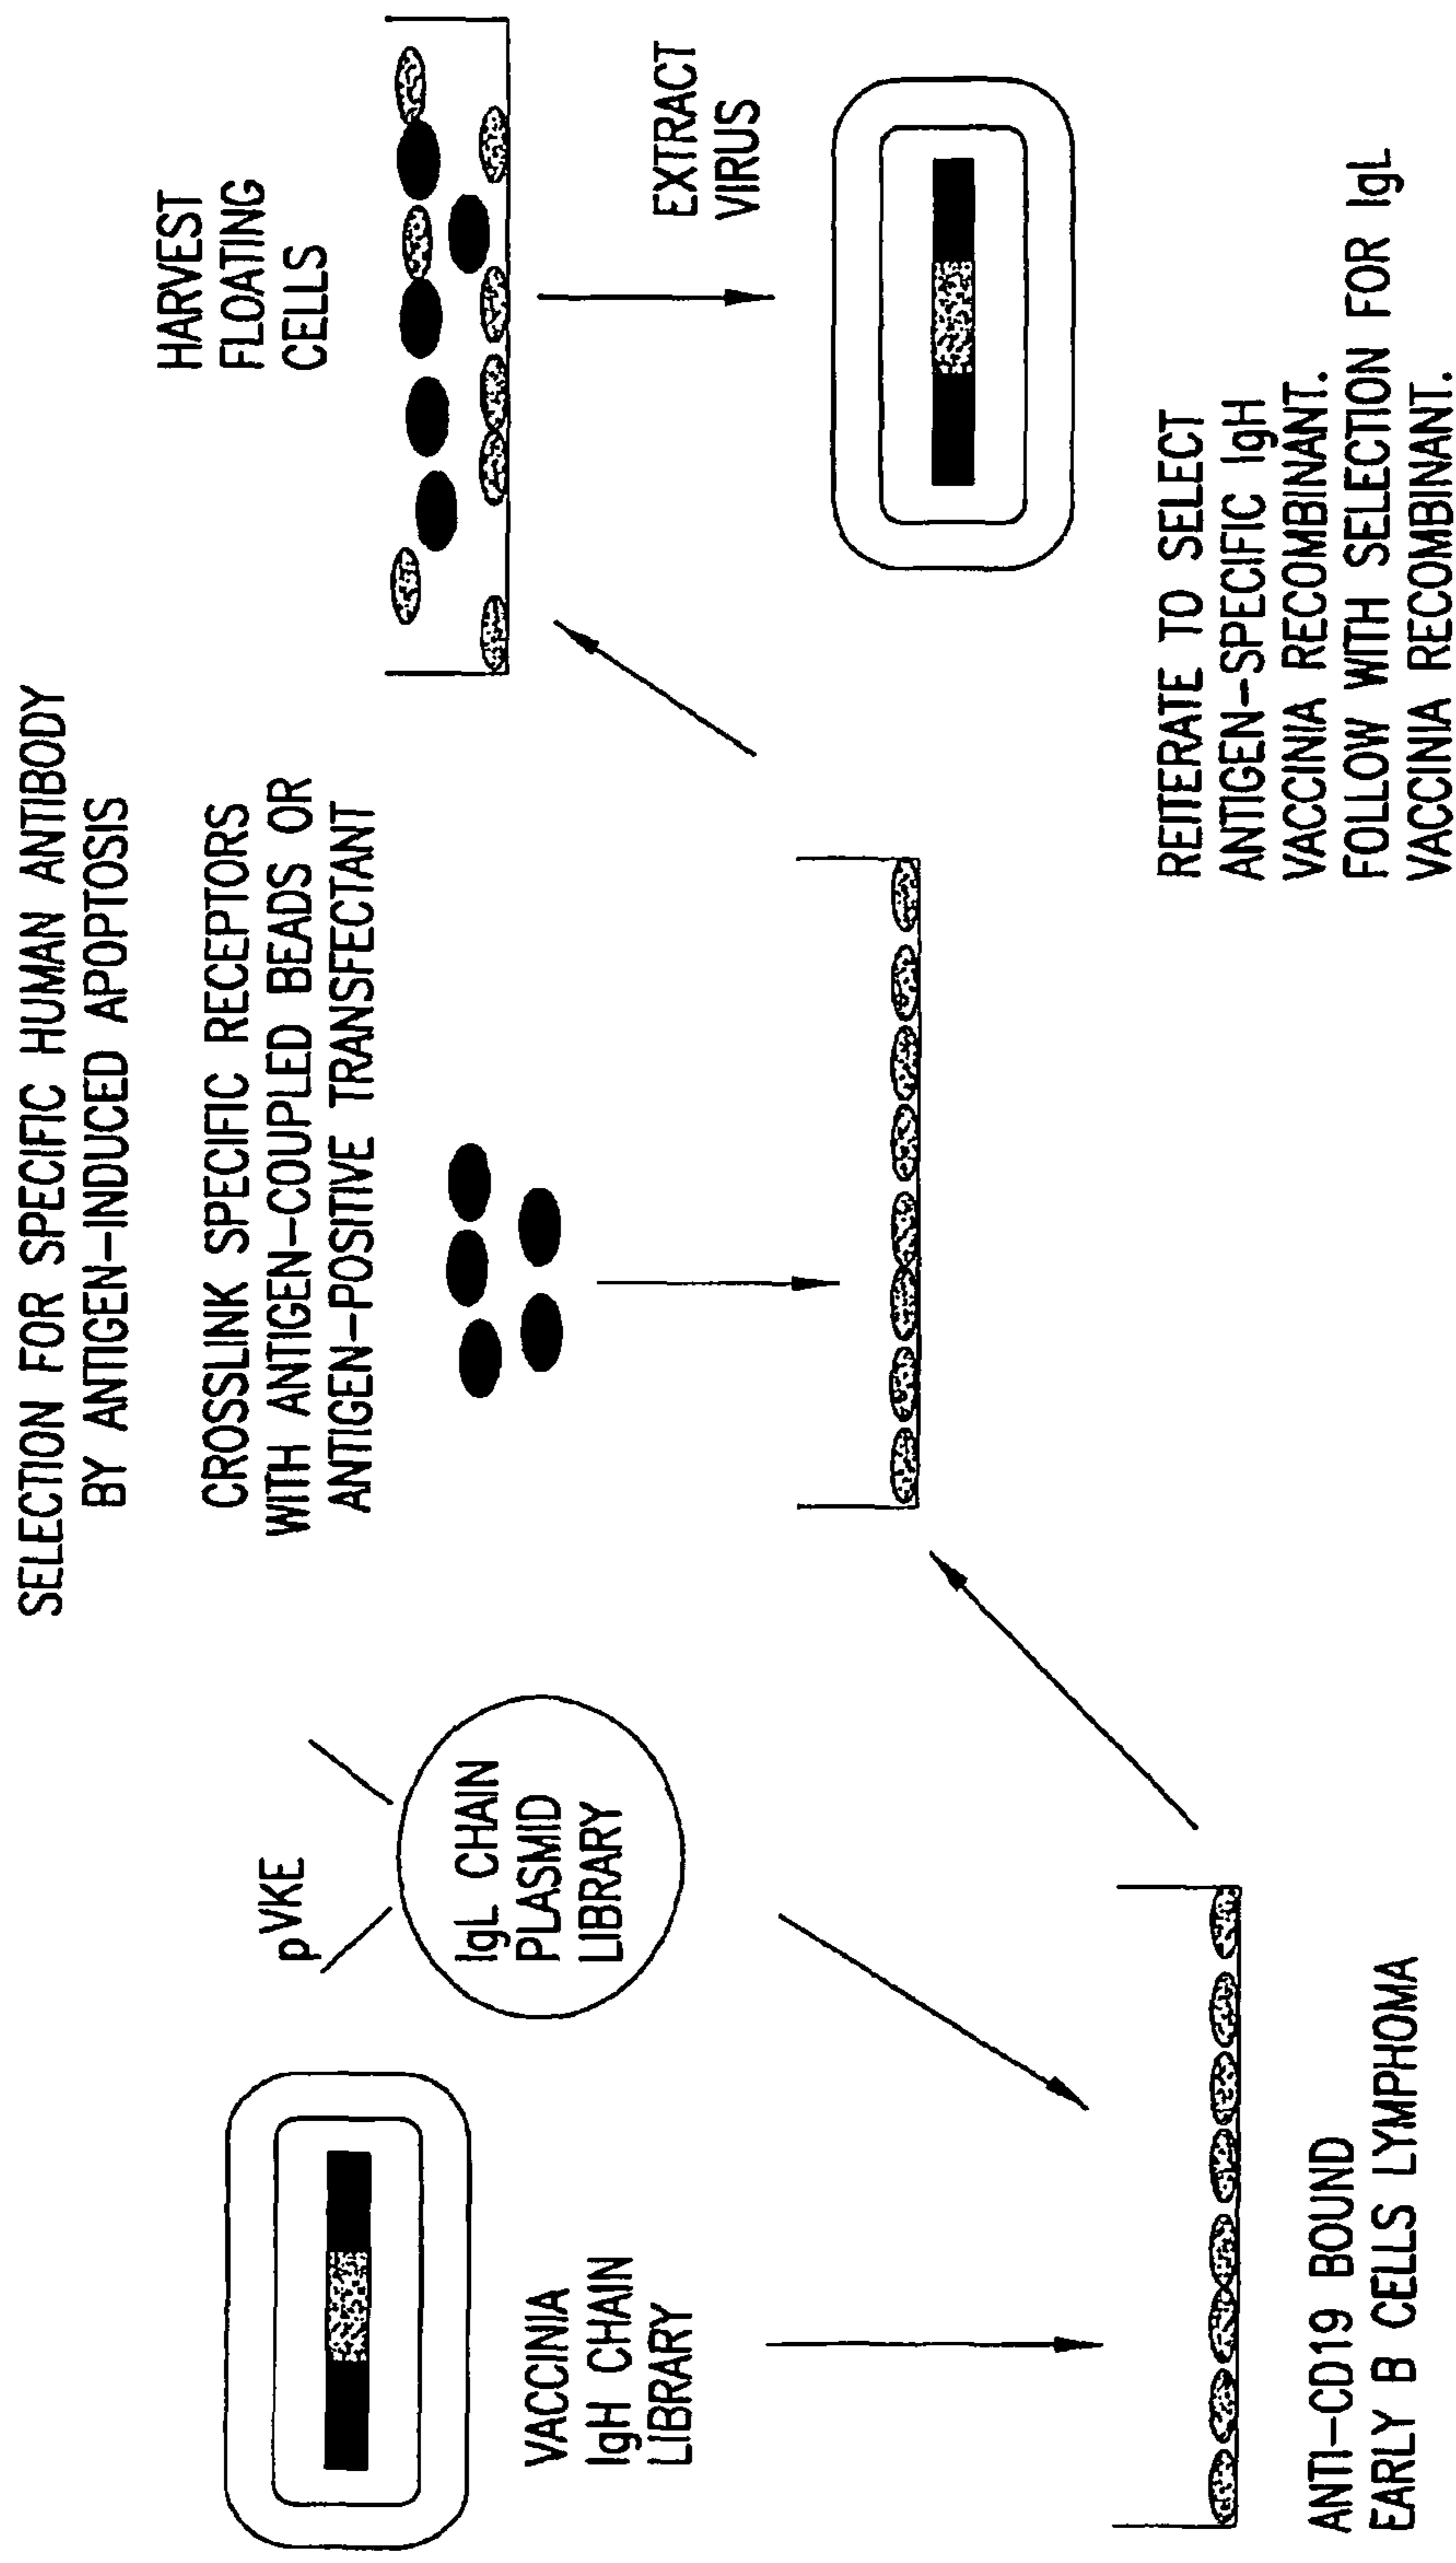 SELECTION FOR SPECIFIC HUMAN ANTIBODY
BY ANTIGEN-INDUCED APOPTOSIS
pVKE
IgL CHAIN
PLASMID
LIBRARY
VACCINIA
IgH CHAIN
LIBRARY
ANTI-CD19 BOUND
EARLY B CELLS LYMPHOMA
CROSSLINK SPECIFIC RECEPTORS
WITH ANTIGEN-COUPLED BEADS OR
ANTIGEN-POSITIVE TRANSFECTANT
HARVEST
FLOATING
CELLS
EXTRACT
VIRUS
REITERATE TO SELECT
ANTIGEN-SPECIFIC IgH
VACCINIA RECOMBINANT.
FOLLOW WITH SELECTION FOR IgL
VACCINIA RECOMBINANT.